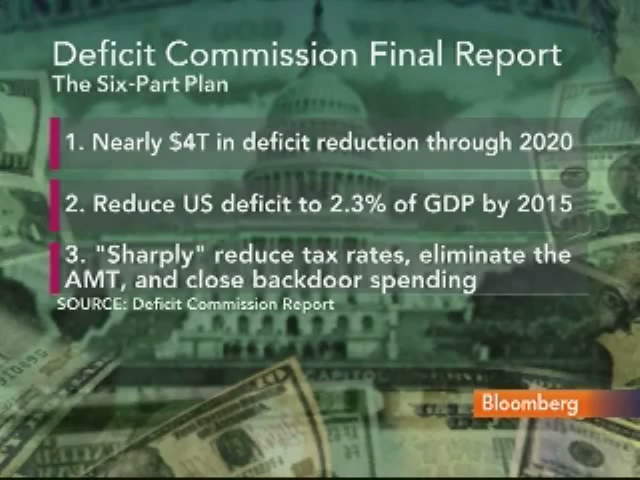 Deficit Commission Final Report
The Six-Part Plan
1. Nearly $4T in deficit reduction through 2020
2. Reduce US deficit to 2.3% of GDP by 2015
3. "Sharply" reduce tax rates, eliminate the
AMT, and close backdoor spending
SOURCE: Deficit Commission Report
Bloomberg